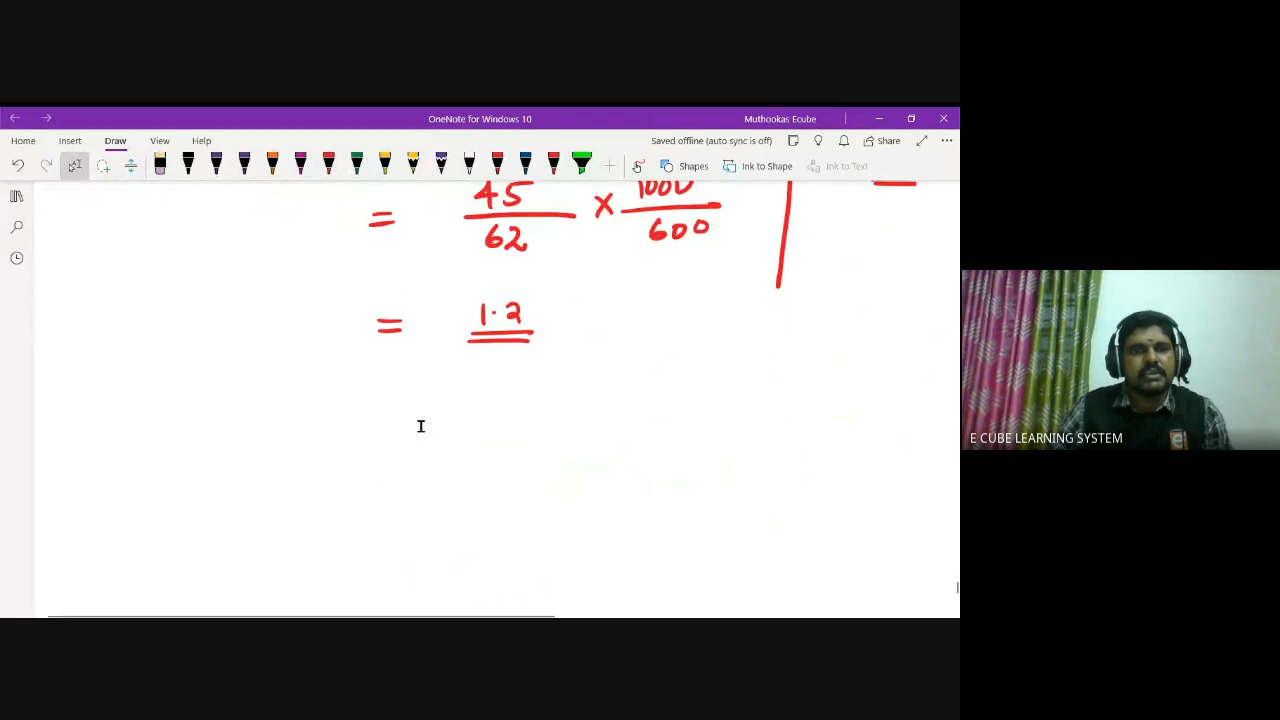 OneNote for Windows 10
Muthookas Ecube
Home Insert Draw View Help
Saved offline (auto sync is off)
Share
Shapes
Ink to Shape
Ink to Text
= 45/62 × 1000/600
= 1.2
E CUBE LEARNING SYSTEM